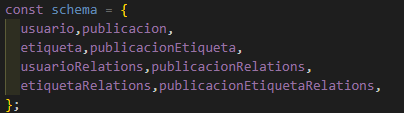 const schema = {
  usuario,publicacion,
  etiqueta,publicacionEtiqueta,
  usuarioRelations,publicacionRelations,
  etiquetaRelations,publicacionEtiquetaRelations,
};